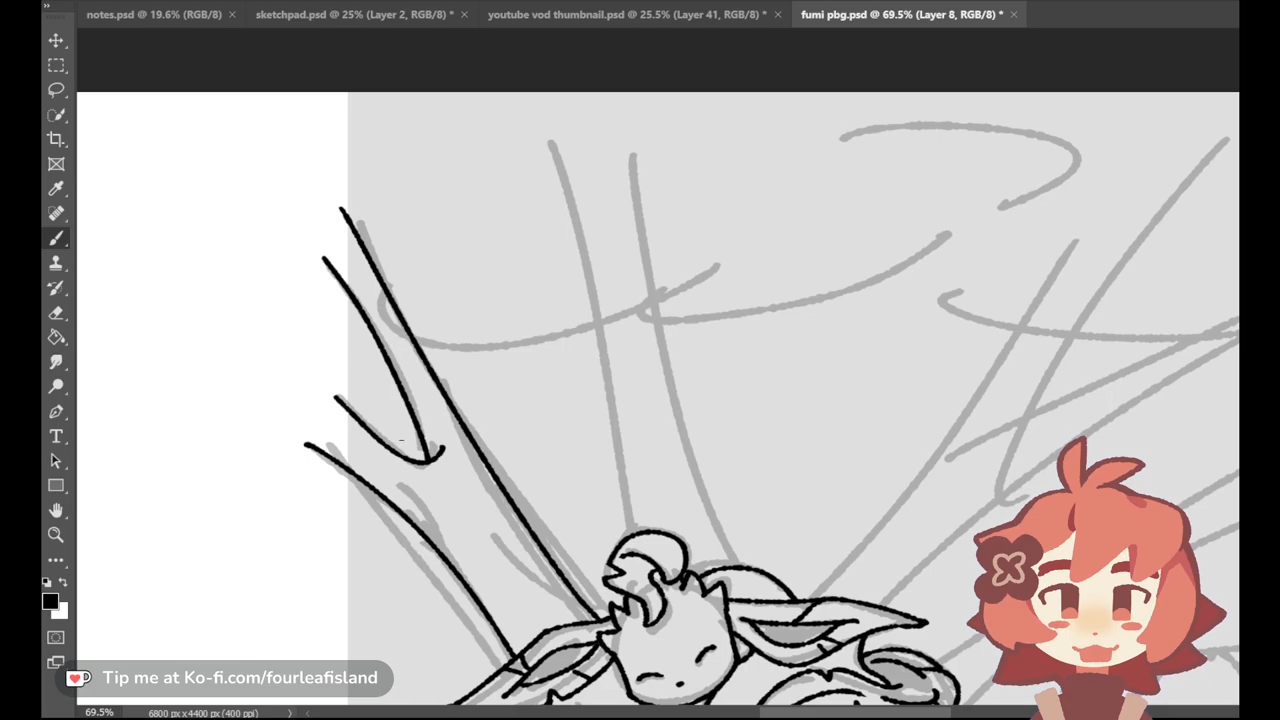 notes.psd @ 19.6% (RGB/8)
sketchpad.psd @ 25% (Layer 2, RGB/8) *
youtube vod thumbnail.psd @ 25.5% (Layer 41, RGB/8) *
fumi pbg.psd @ 69.5% (Layer 8, RGB/8) *
Tip me at Ko-fi.com/fourleafisland
69.5%
6800 px x 4400 px (400 ppi)